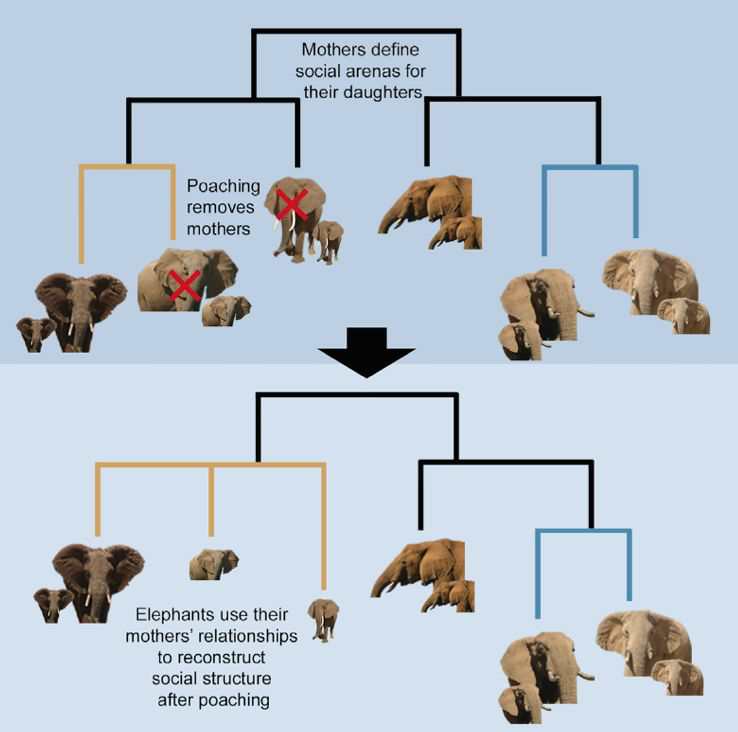 Mothers define
social arenas for
their daughters
Poaching
removes
mothers
Elephants use their
mothers’ relationships
to reconstruct
social structure
after poaching